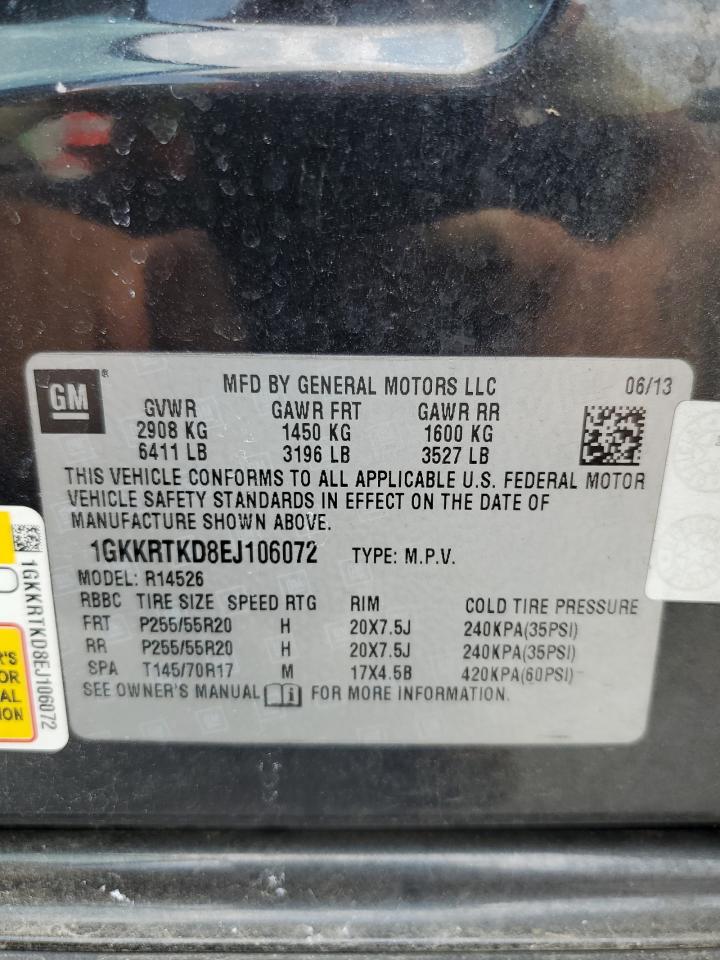 GM ®
MFD BY GENERAL MOTORS LLC 06/13
GVWR GAWR FRT GAWR RR
2908 KG 1450 KG 1600 KG
6411 LB 3196 LB 3527 LB
THIS VEHICLE CONFORMS TO ALL APPLICABLE U.S. FEDERAL MOTOR
VEHICLE SAFETY STANDARDS IN EFFECT ON THE DATE OF
MANUFACTURE SHOWN ABOVE.
1GKKRTKD8EJ106072 TYPE: M.P.V.
MODEL: R14526
RBBC TIRE SIZE SPEED RTG RIM COLD TIRE PRESSURE
FRT P255/55R20 H 20X7.5J 240KPA(35PSI)
RR P255/55R20 H 20X7.5J 240KPA(35PSI)
SPA T145/70R17 M 17X4.5B 420KPA(60PSI)
SEE OWNER'S MANUAL i FOR MORE INFORMATION.
1GKKRTKD8EJ106072
R'S
OR
AL
ION